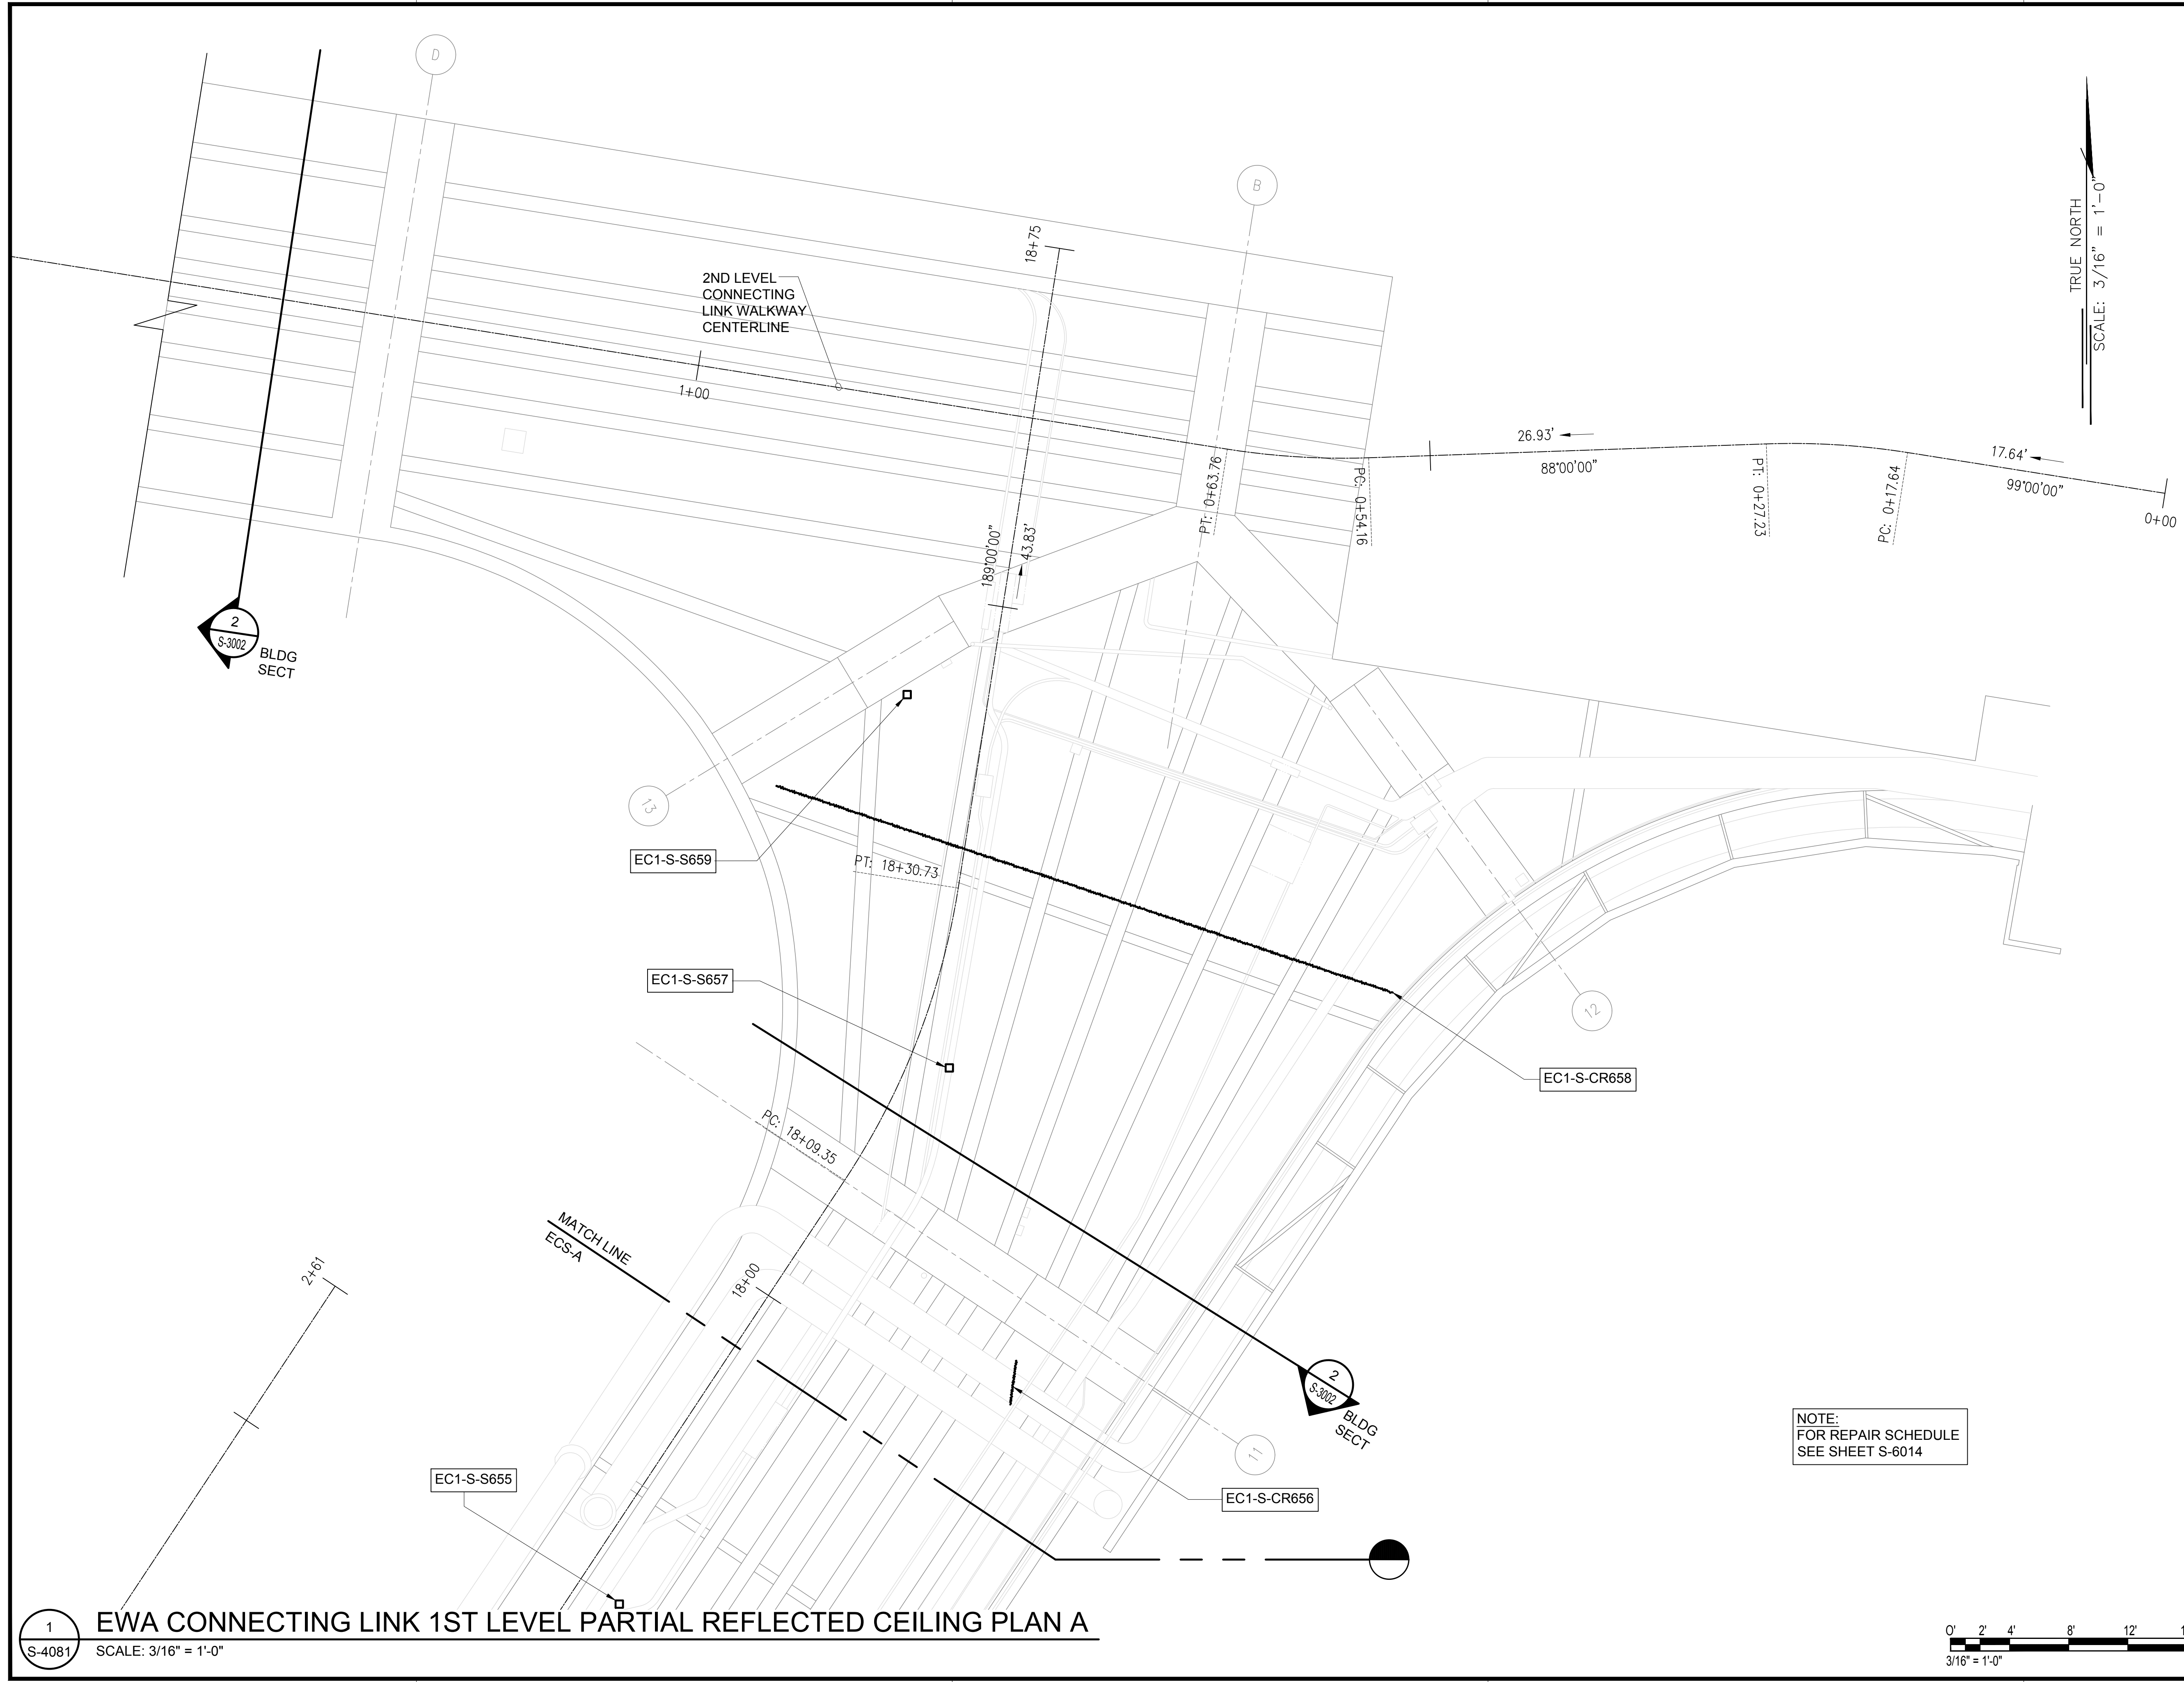 D
B
18+75
2ND LEVEL
CONNECTING
LINK WALKWAY
CENTERLINE
1+00
TRUE NORTH
SCALE: 3/16" = 1'-0"
26.93'
88°00'00"
17.64'
99°00'00"
0+00
PT: 0+63.76
PC: 0+54.16
PT: 0+27.23
PC: 0+17.64
189°00'00"
43.83'
2
S-3002
BLDG
SECT
13
EC1-S-S659
PT: 18+30.73
EC1-S-S657
12
EC1-S-CR658
PC: 18+09.35
MATCH LINE
ECS-A
18+00
2+61
2
S-3002
BLDG
SECT
11
NOTE:
FOR REPAIR SCHEDULE
SEE SHEET S-6014
EC1-S-S655
EC1-S-CR656
1
S-4081
EWA CONNECTING LINK 1ST LEVEL PARTIAL REFLECTED CEILING PLAN A
SCALE: 3/16" = 1'-0"
0' 2' 4' 8' 12'
3/16" = 1'-0"